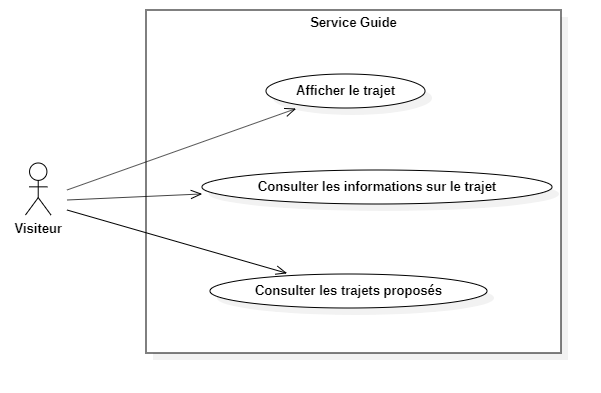 Service Guide
Afficher le trajet
Consulter les informations sur le trajet
Visiteur
Consulter les trajets proposés